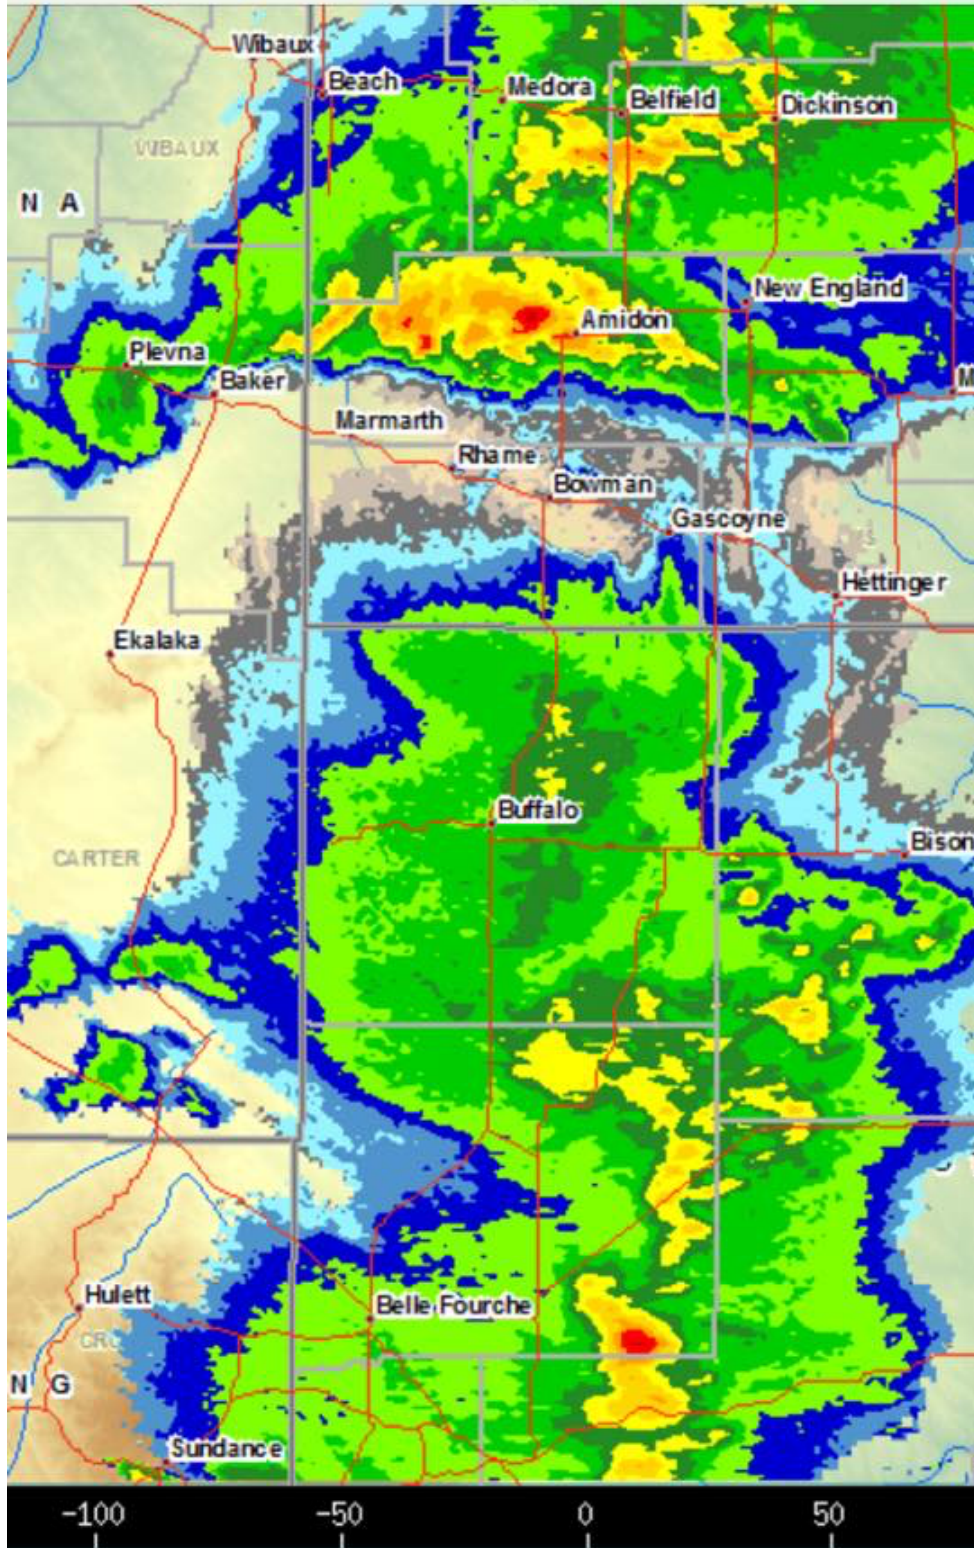 Wibaux
Beach
Medora
Belfield
Dickinson
WIBAUX
N A
New England
Amidon
Plevna
Baker
M
Marmarth
Rhame
Bowman
Gascoyne
Hettinger
Ekalaka
Buffalo
Bison
CARTER
Hulett
Belle Fourche
CRO
N G
Sundance
-100 -50 0 50